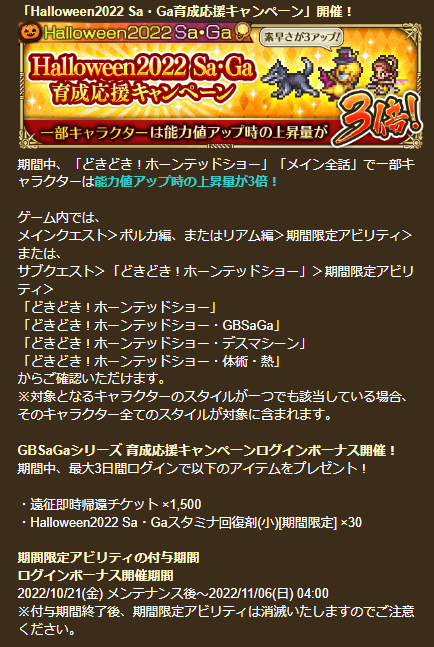 「Halloween2022 Sa・Ga育成応援キャンペーン」開催！
Halloween2022 Sa・Ga
Halloween2022 Sa・Ga
育成応援キャンペーン
素早さが3アップ!
一部キャラクターは能力値アップ時の上昇量が
3倍!
期間中、「どきどき！ホーンテッドショー」「メイン全話」で一部キ
ャラクターは能力値アップ時の上昇量が3倍！
ゲーム内では、
メインクエスト＞ポルカ編、またはリアム編＞期間限定アビリティ＞
または、
サブクエスト＞「どきどき！ホーンテッドショー」＞期間限定アビリ
ティ＞
「どきどき！ホーンテッドショー」
「どきどき！ホーンテッドショー・GBSaGa」
「どきどき！ホーンテッドショー・デスマシーン」
「どきどき！ホーンテッドショー・体術・熱」
からご確認いただけます。
※対象となるキャラクターのスタイルが一つでも該当している場合、
そのキャラクター全てのスタイルが対象に含まれます。
GBSaGaシリーズ 育成応援キャンペーンログインボーナス開催！
期間中、最大3日間ログインで以下のアイテムをプレゼント！
・遠征即時帰還チケット ×1,500
・Halloween2022 Sa・Gaスタミナ回復剤(小)[期間限定] ×30
期間限定アビリティの付与期間
ログインボーナス開催期間
2022/10/21(金) メンテナンス後～2022/11/06(日) 04:00
※付与期間終了後、期間限定アビリティは消滅いたしますのでご注意
ください。